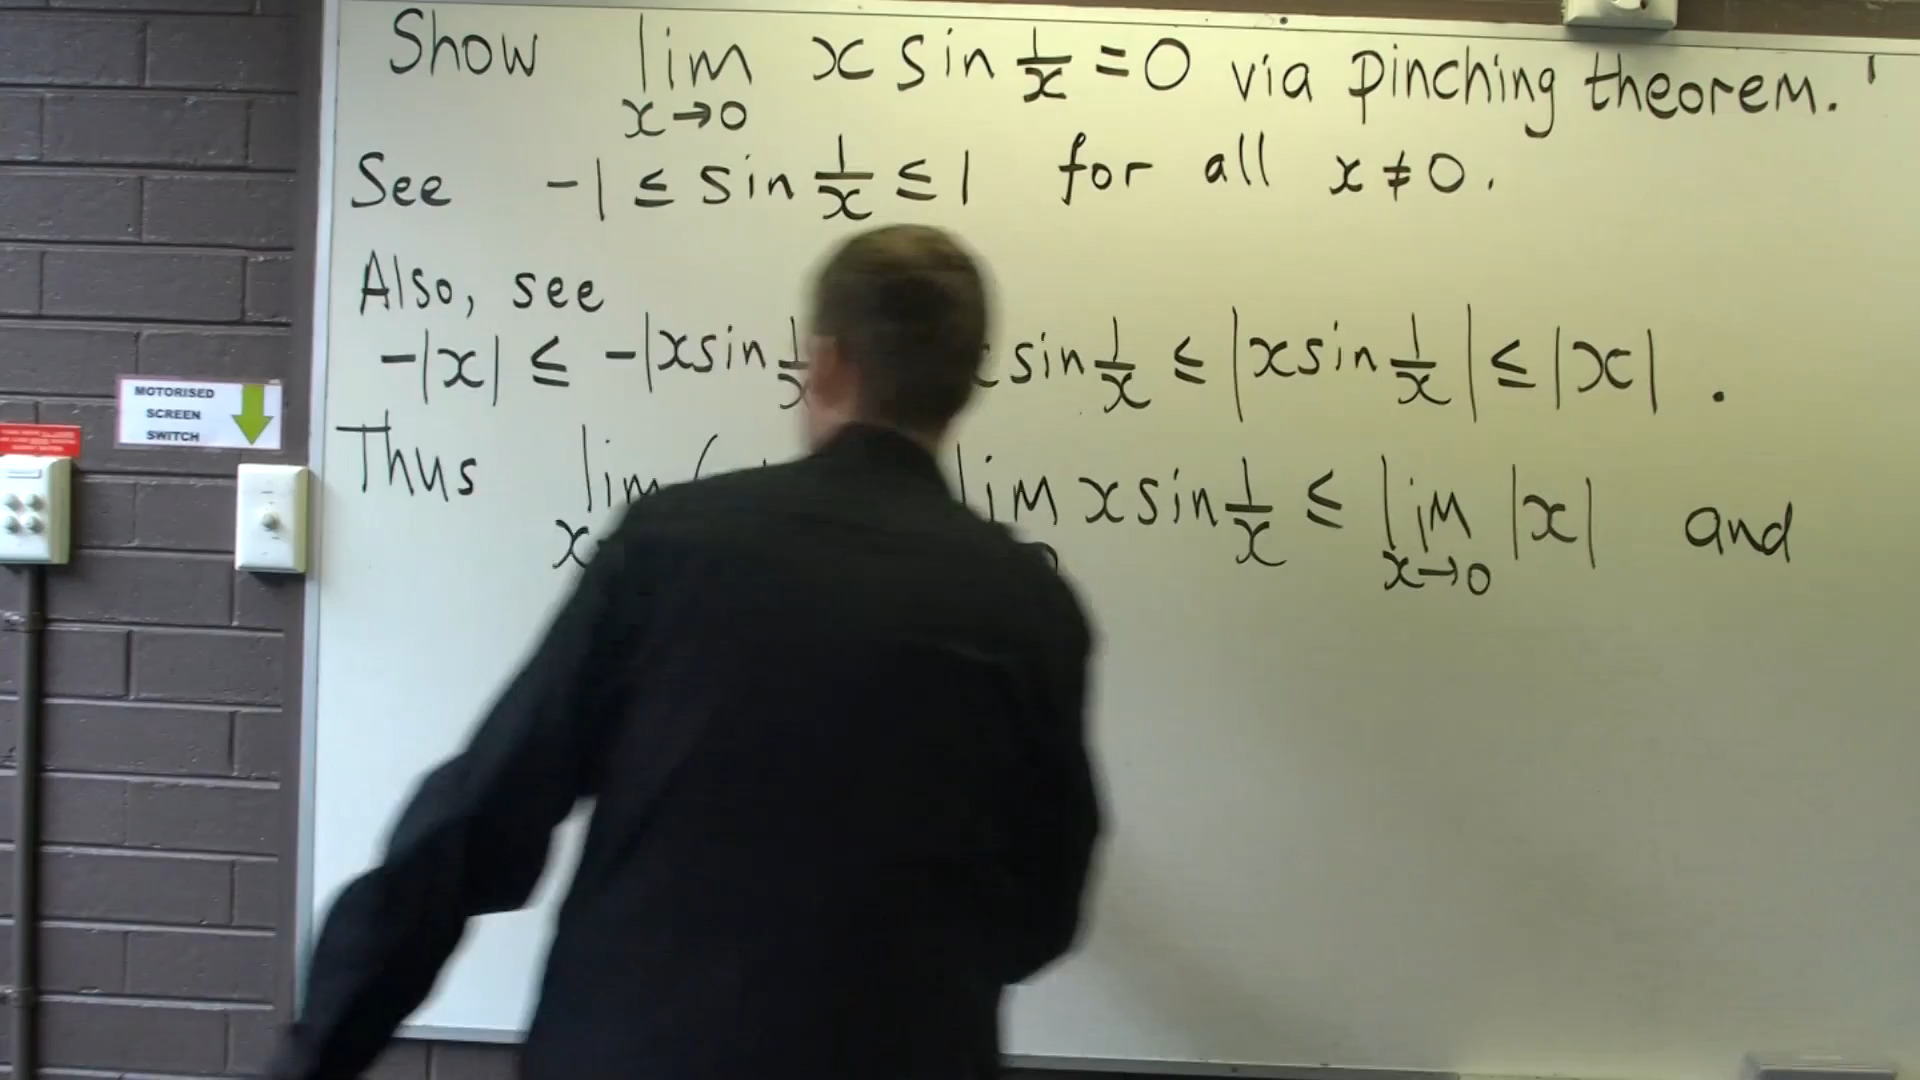 Show lim x→0 x sin 1/x = 0 via pinching theorem.
See -1 ≤ sin 1/x ≤ 1 for all x ≠ 0.
Also, see
-|x| ≤ -|x sin 1/x sin 1/x ≤ |x sin 1/x| ≤ |x| .
Thus lim x ( lim x sin 1/x ≤ lim x→0 |x| and
MOTORISED
SCREEN
SWITCH